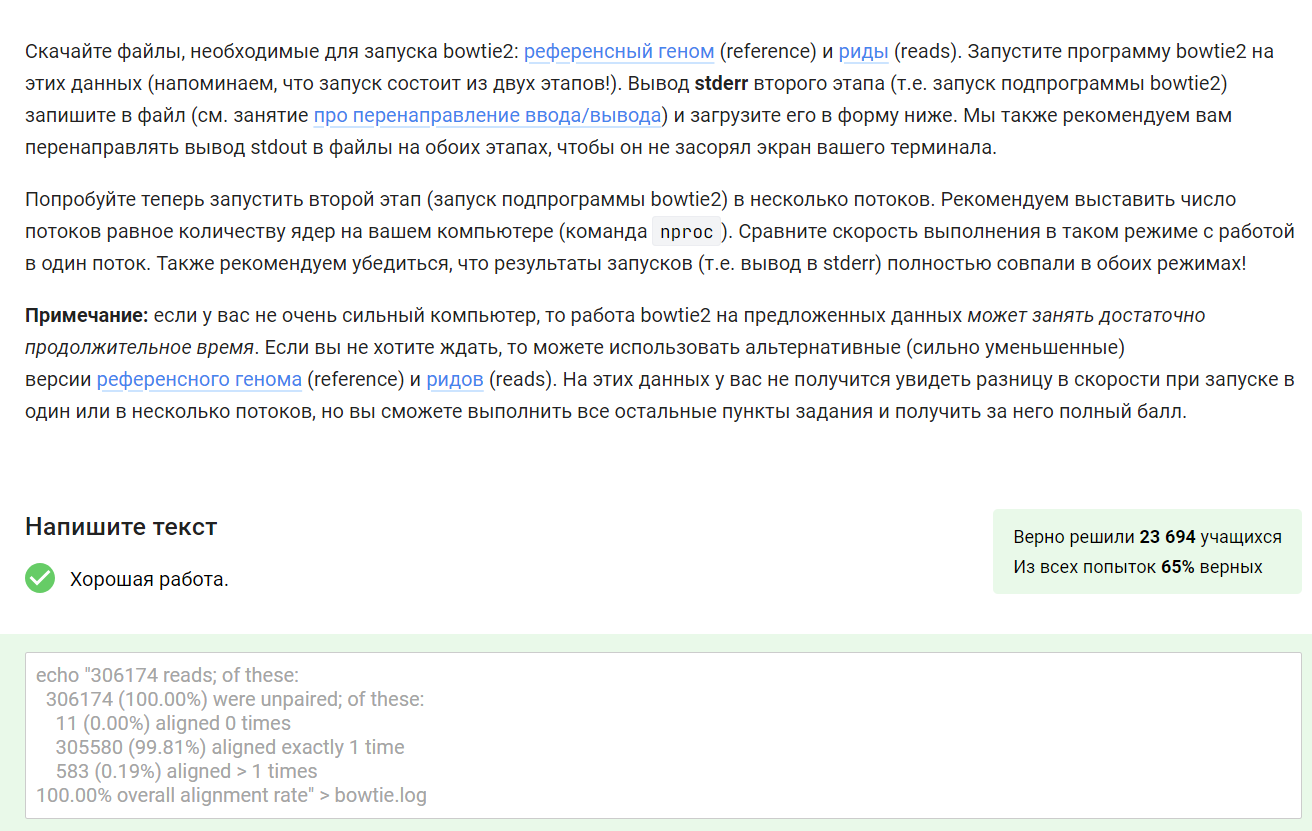 Скачайте файлы, необходимые для запуска bowtie2: референсный геном (reference) и риды (reads). Запустите программу bowtie2 на
этих данных (напоминаем, что запуск состоит из двух этапов!). Вывод stderr второго этапа (т.е. запуск подпрограммы bowtie2)
запишите в файл (см. занятие про перенаправление ввода/вывода) и загрузите его в форму ниже. Мы также рекомендуем вам
перенаправлять вывод stdout в файлы на обоих этапах, чтобы он не засорял экран вашего терминала.
Попробуйте теперь запустить второй этап (запуск подпрограммы bowtie2) в несколько потоков. Рекомендуем выставить число
потоков равное количеству ядер на вашем компьютере (команда nproc ). Сравните скорость выполнения в таком режиме с работой
в один поток. Также рекомендуем убедиться, что результаты запусков (т.е. вывод в stderr) полностью совпали в обоих режимах!
Примечание: если у вас не очень сильный компьютер, то работа bowtie2 на предложенных данных может занять достаточно
продолжительное время. Если вы не хотите ждать, то можете использовать альтернативные (сильно уменьшенные)
версии референсного генома (reference) и ридов (reads). На этих данных у вас не получится увидеть разницу в скорости при запуске в
один или в несколько потоков, но вы сможете выполнить все остальные пункты задания и получить за него полный балл.
Напишите текст
Хорошая работа.
Верно решили 23 694 учащихся
Из всех попыток 65% верных
echo "306174 reads; of these:
306174 (100.00%) were unpaired; of these:
11 (0.00%) aligned 0 times
305580 (99.81%) aligned exactly 1 time
583 (0.19%) aligned > 1 times
100.00% overall alignment rate" > bowtie.log